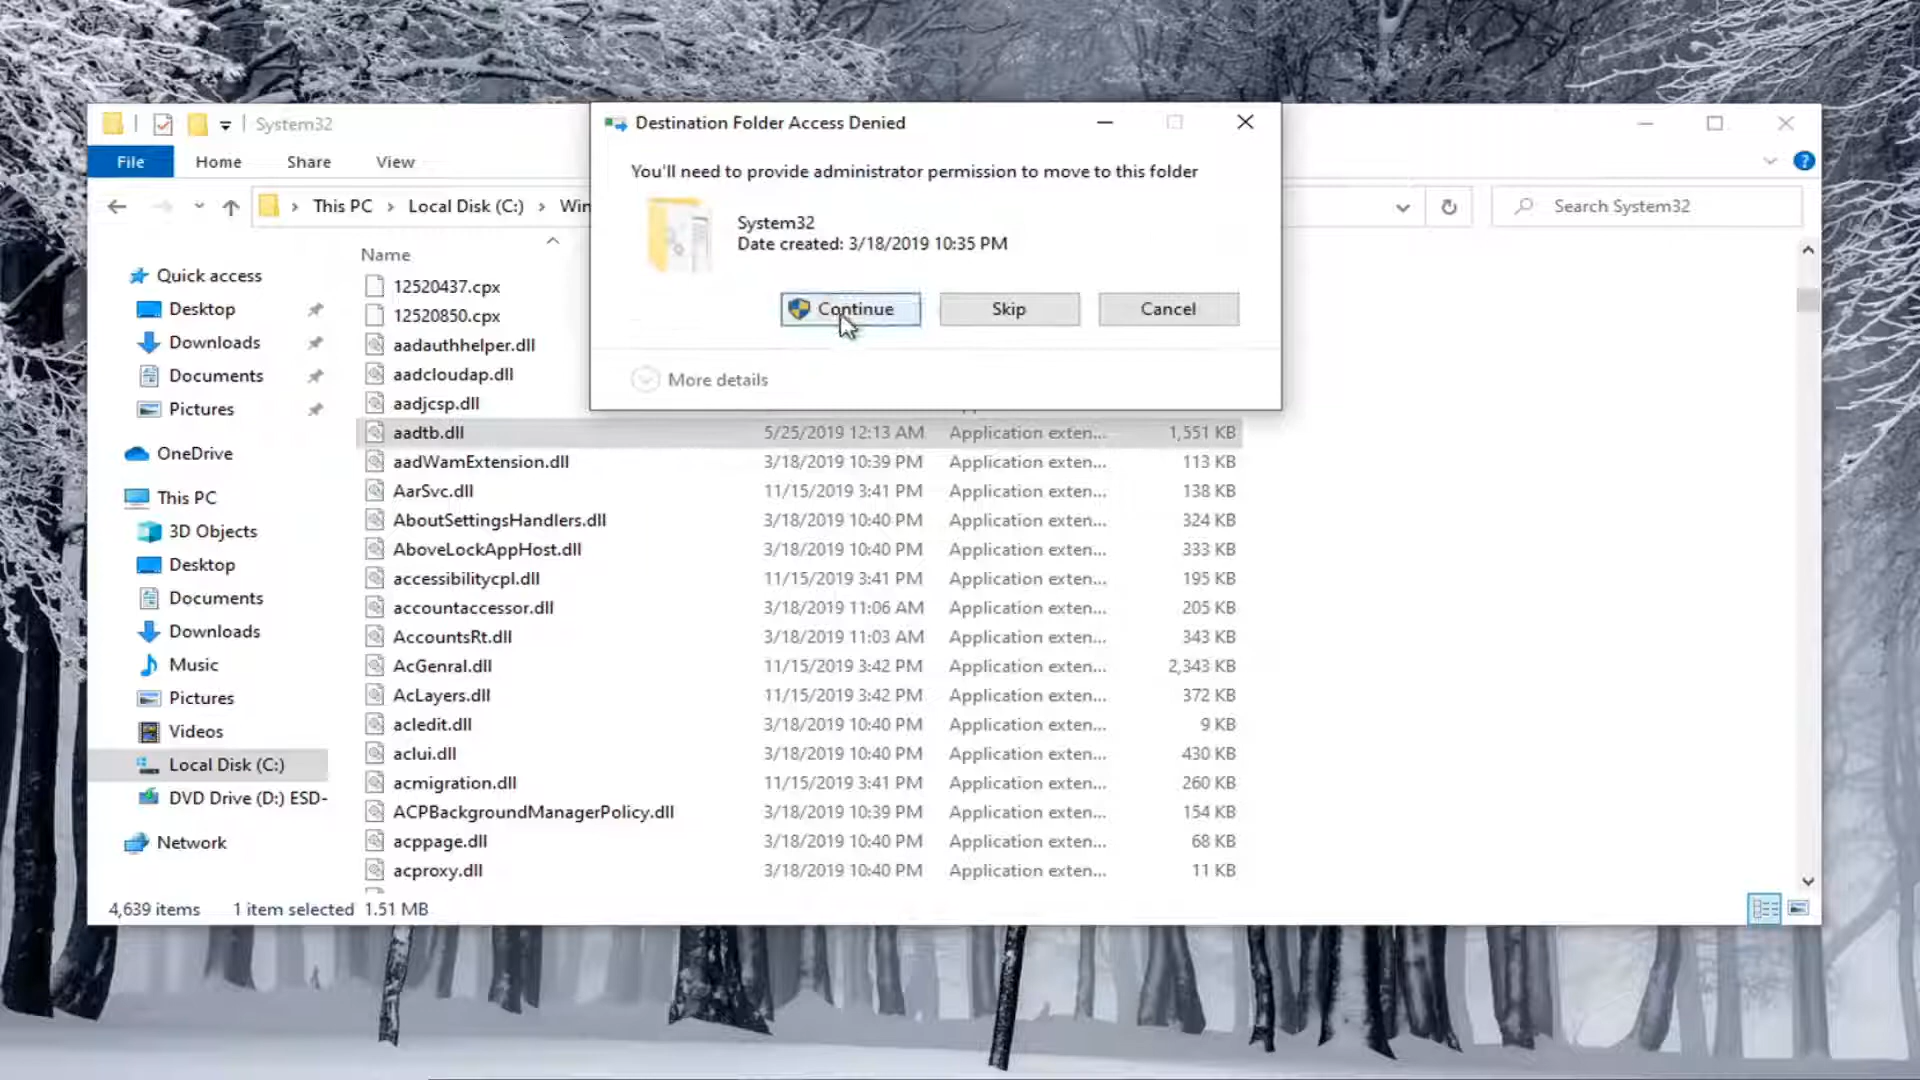 System32
File
Home
Share
View
This PC
Local Disk (C:)
Win
Search System32
Destination Folder Access Denied
You'll need to provide administrator permission to move to this folder
System32
Date created: 3/18/2019 10:35 PM
Continue
Skip
Cancel
More details
Quick access
Desktop
Downloads
Documents
Pictures
OneDrive
This PC
3D Objects
Desktop
Documents
Downloads
Music
Pictures
Videos
Local Disk (C:)
DVD Drive (D:) ESD-
Network
Name
12520437.cpx
12520850.cpx
aadauthhelper.dll
aadcloudap.dll
aadjcsp.dll
aadtb.dll 5/25/2019 12:13 AM Application exten... 1,551 KB
aadWamExtension.dll 3/18/2019 10:39 PM Application exten... 113 KB
AarSvc.dll 11/15/2019 3:41 PM Application exten... 138 KB
AboutSettingsHandlers.dll 3/18/2019 10:40 PM Application exten... 324 KB
AboveLockAppHost.dll 3/18/2019 10:40 PM Application exten... 333 KB
accessibilitycpl.dll 11/15/2019 3:41 PM Application exten... 195 KB
accountaccessor.dll 3/18/2019 11:06 AM Application exten... 205 KB
AccountsRt.dll 3/18/2019 11:03 AM Application exten... 343 KB
AcGenral.dll 11/15/2019 3:42 PM Application exten... 2,343 KB
AcLayers.dll 11/15/2019 3:42 PM Application exten... 372 KB
acledit.dll 3/18/2019 10:40 PM Application exten... 9 KB
aclui.dll 3/18/2019 10:40 PM Application exten... 430 KB
acmigration.dll 11/15/2019 3:41 PM Application exten... 260 KB
ACPBackgroundManagerPolicy.dll 3/18/2019 10:39 PM Application exten... 154 KB
acppage.dll 3/18/2019 10:40 PM Application exten... 68 KB
acproxy.dll 3/18/2019 10:40 PM Application exten... 11 KB
4,639 items 1 item selected 1.51 MB